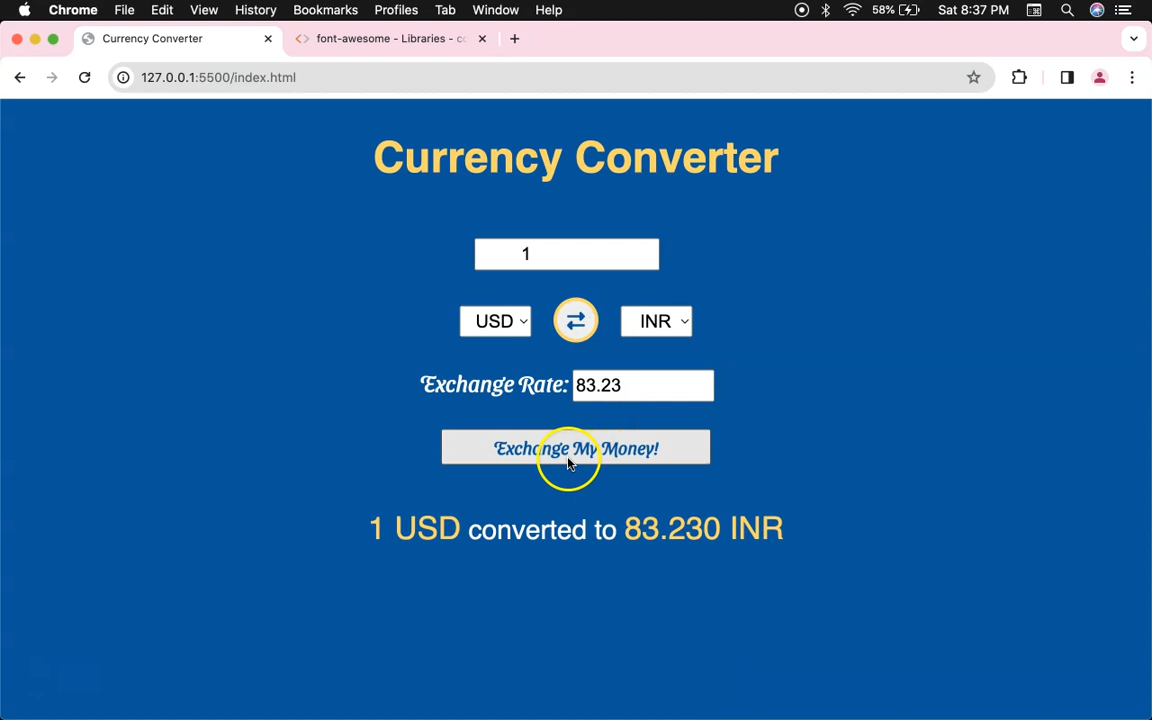 Chrome File Edit View History Bookmarks Profiles Tab Window Help 58% Sat 8:37 PM
Currency Converter font-awesome - Libraries - c
127.0.0.1:5500/index.html
Currency Converter
1
USD INR
Exchange Rate: 83.23
Exchange My Money!
1 USD converted to 83.230 INR